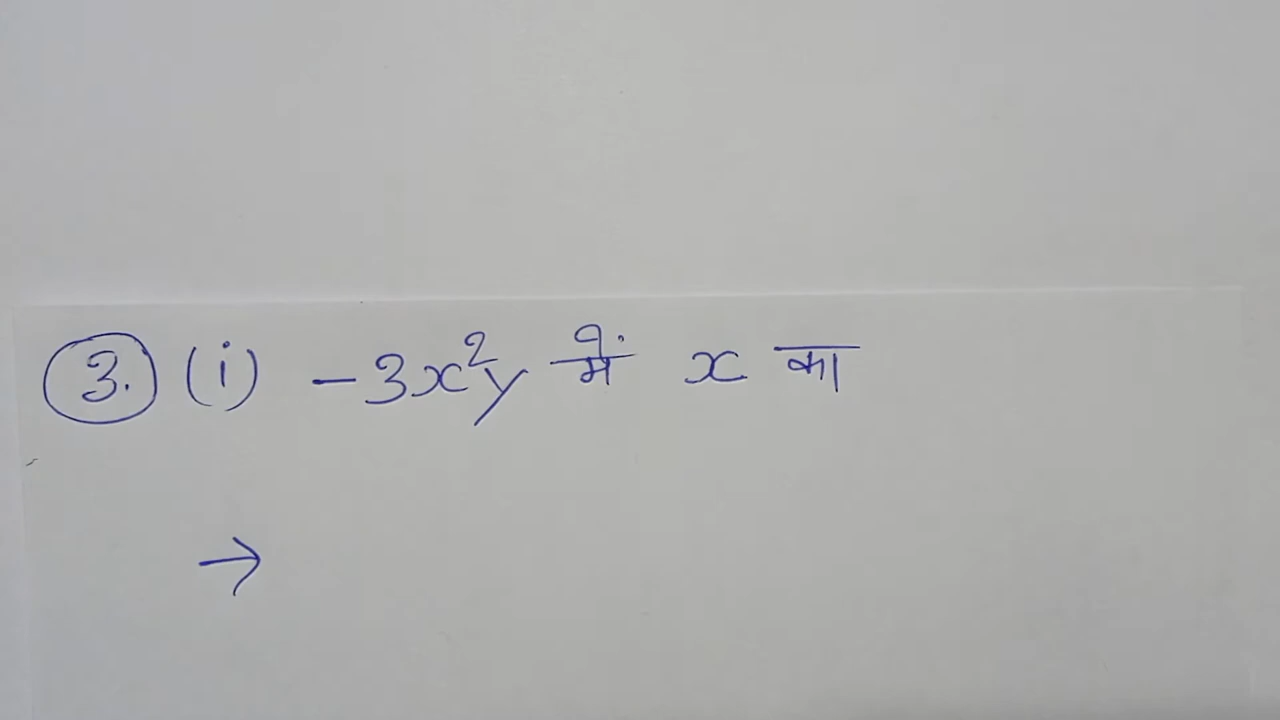 3. (i) -3x²y में x का
→